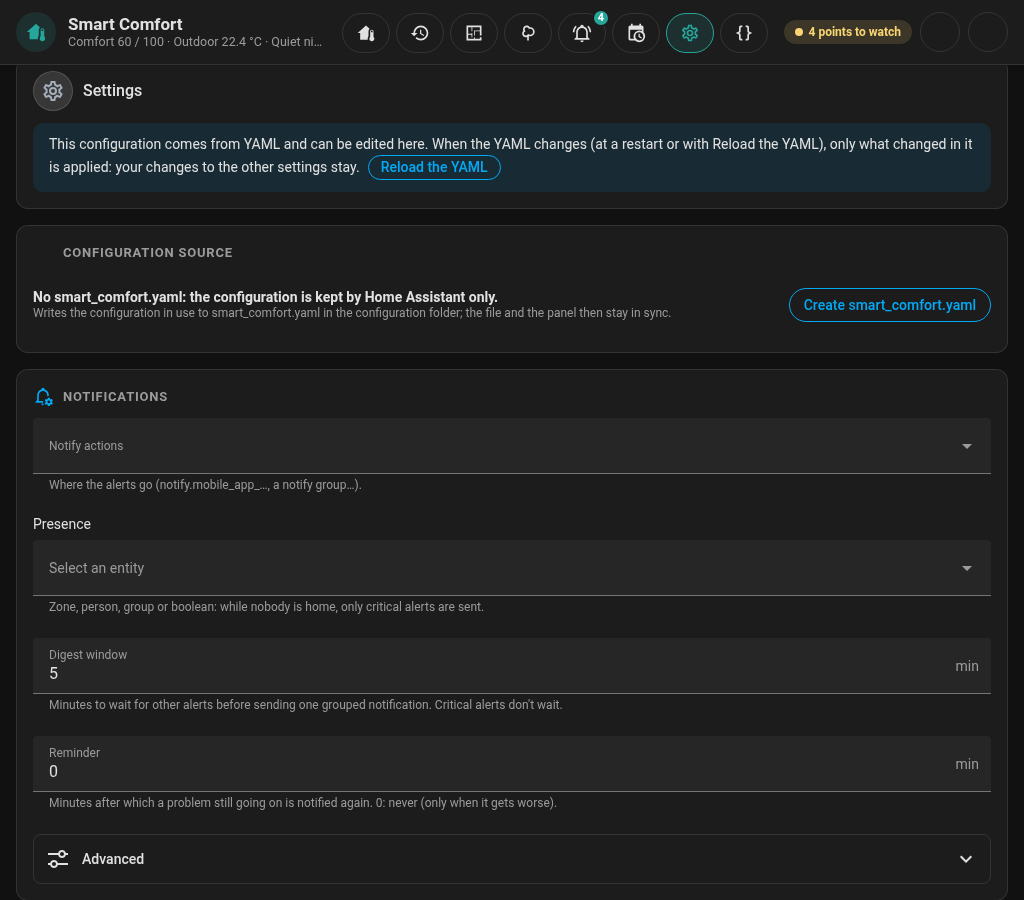 Smart Comfort
Comfort 60 / 100 · Outdoor 22.4 °C · Quiet ni...
4
4 points to watch
Settings
This configuration comes from YAML and can be edited here. When the YAML changes (at a restart or with Reload the YAML), only what changed in it
is applied: your changes to the other settings stay. Reload the YAML
CONFIGURATION SOURCE
No smart_comfort.yaml: the configuration is kept by Home Assistant only.
Writes the configuration in use to smart_comfort.yaml in the configuration folder; the file and the panel then stay in sync.
Create smart_comfort.yaml
NOTIFICATIONS
Notify actions
Where the alerts go (notify.mobile_app_..., a notify group...).
Presence
Select an entity
Zone, person, group or boolean: while nobody is home, only critical alerts are sent.
Digest window
5
min
Minutes to wait for other alerts before sending one grouped notification. Critical alerts don't wait.
Reminder
0
min
Minutes after which a problem still going on is notified again. 0: never (only when it gets worse).
Advanced